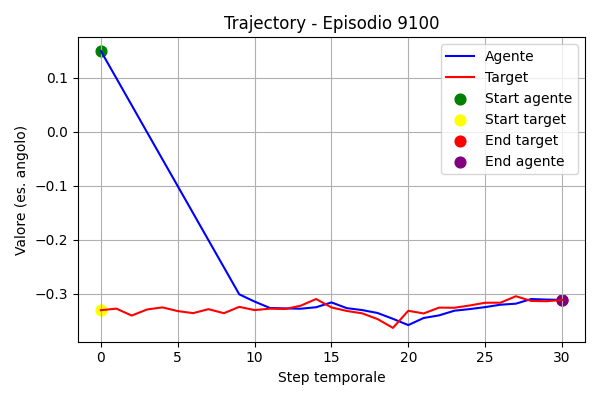 Trajectory - Episodio 9100
Agente
Target
Start agente
Start target
End target
End agente
Valore (es. angolo)
0.1
0.0
−0.1
−0.2
−0.3
0 5 10 15 20 25 30
Step temporale